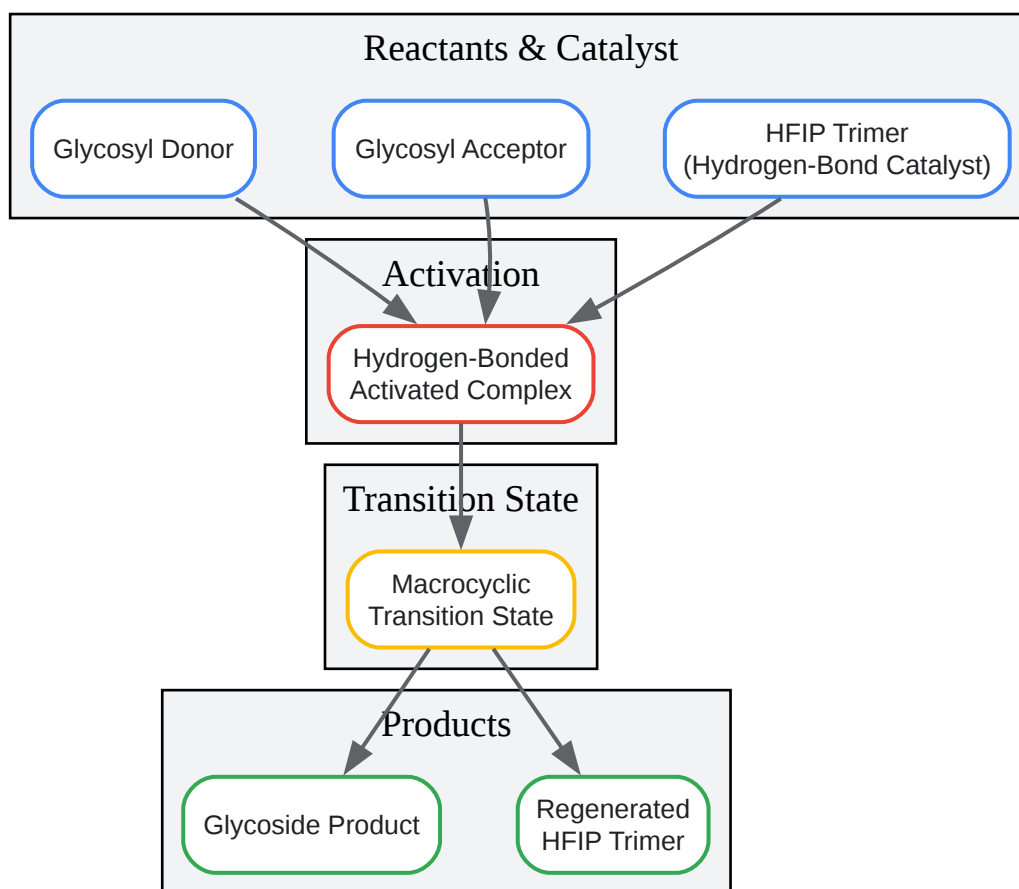 Reactants & Catalyst
Glycosyl Donor
Glycosyl Acceptor
HFIP Trimer
(Hydrogen-Bond Catalyst)
Activation
Hydrogen-Bonded
Activated Complex
Transition State
Macrocyclic
Transition State
Products
Glycoside Product
Regenerated
HFIP Trimer